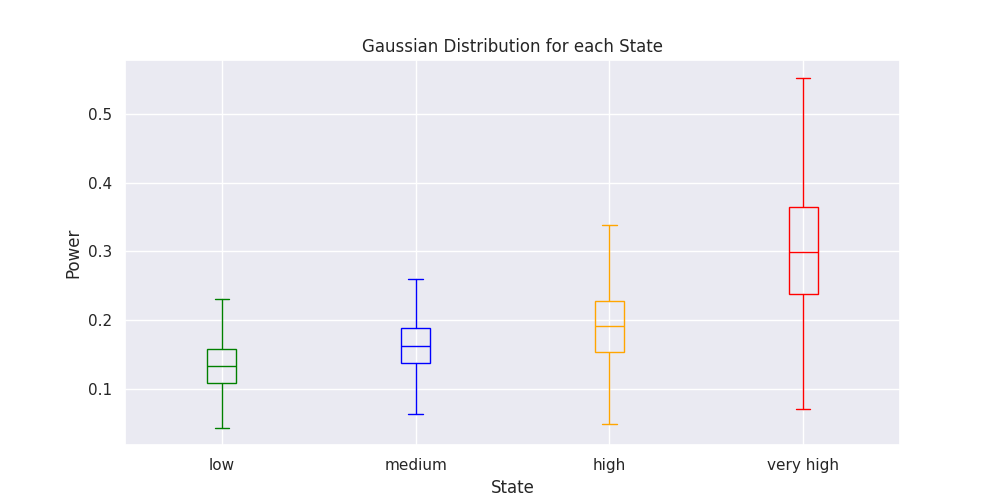 Gaussian Distribution for each State
Power
0.5
0.4
0.3
0.2
0.1
low medium high very high
State